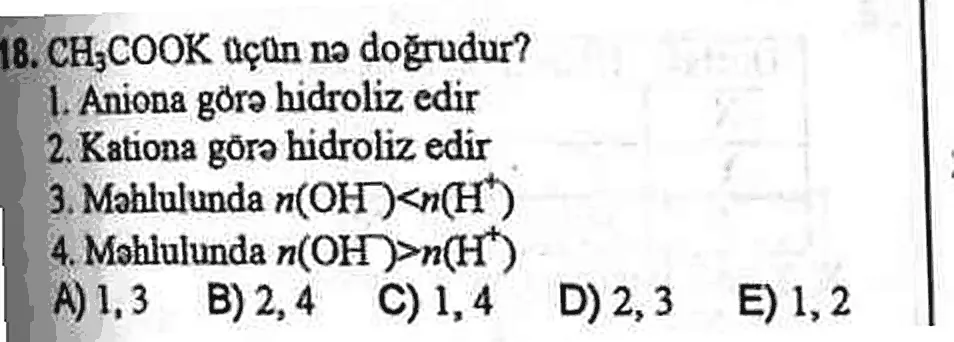 18. CH₃COOK üçün nə doğrudur?
1. Aniona görə hidroliz edir
2. Kationa görə hidroliz edir
3. Məhlulunda n(OH⁻)<n(H⁺)
4. Məhlulunda n(OH⁻)>n(H⁺)
A) 1, 3 B) 2, 4 C) 1, 4 D) 2, 3 E) 1, 2